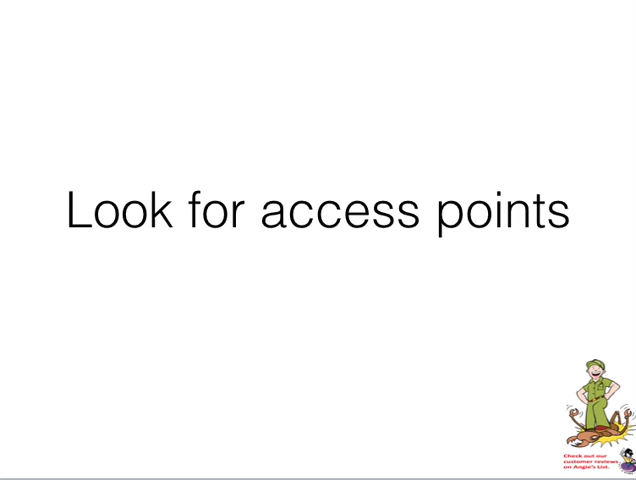 Look for access points
Check out our
customer reviews
on Angie's List.